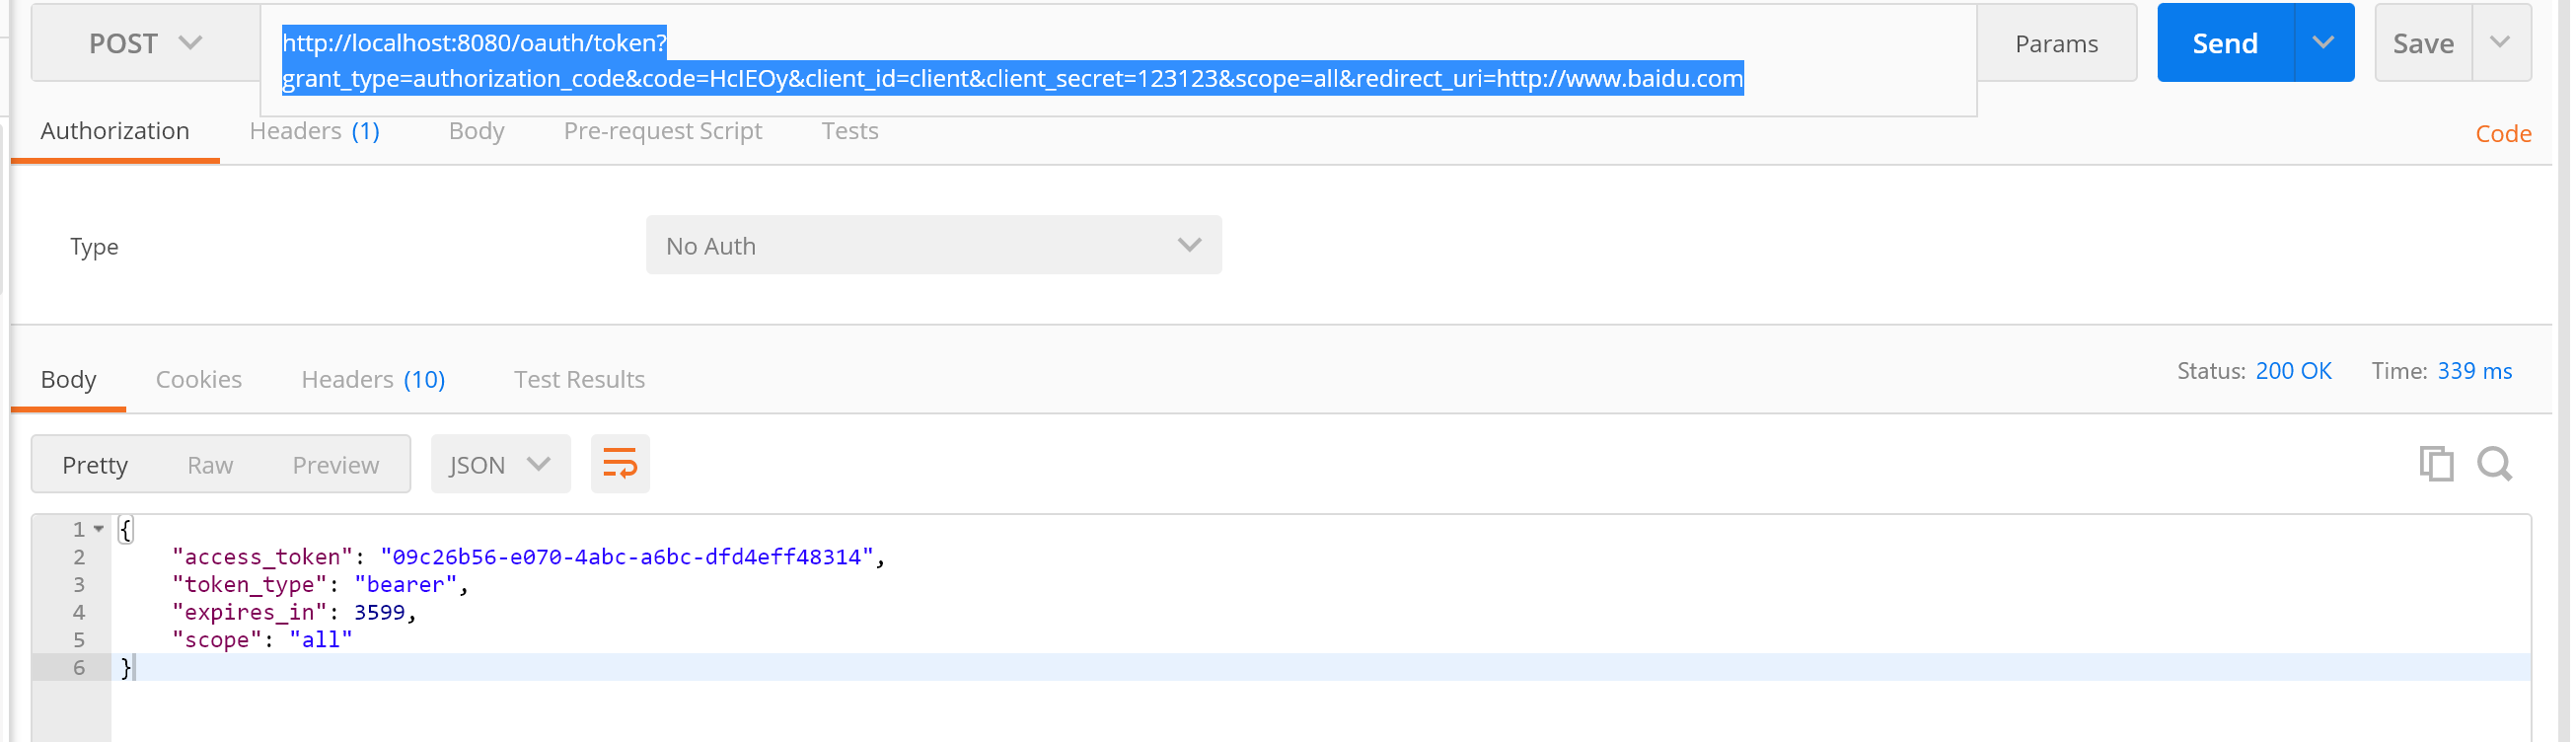 POST
http://localhost:8080/oauth/token?
grant_type=authorization_code&code=HcIEOy&client_id=client&client_secret=123123&scope=all&redirect_uri=http://www.baidu.com
Params Send Save
Authorization Headers (1) Body Pre-request Script Tests Code
Type No Auth
Body Cookies Headers (10) Test Results Status: 200 OK Time: 339 ms
Pretty Raw Preview JSON
1 {
2 "access_token": "09c26b56-e070-4abc-a6bc-dfd4eff48314",
3 "token_type": "bearer",
4 "expires_in": 3599,
5 "scope": "all"
6 }